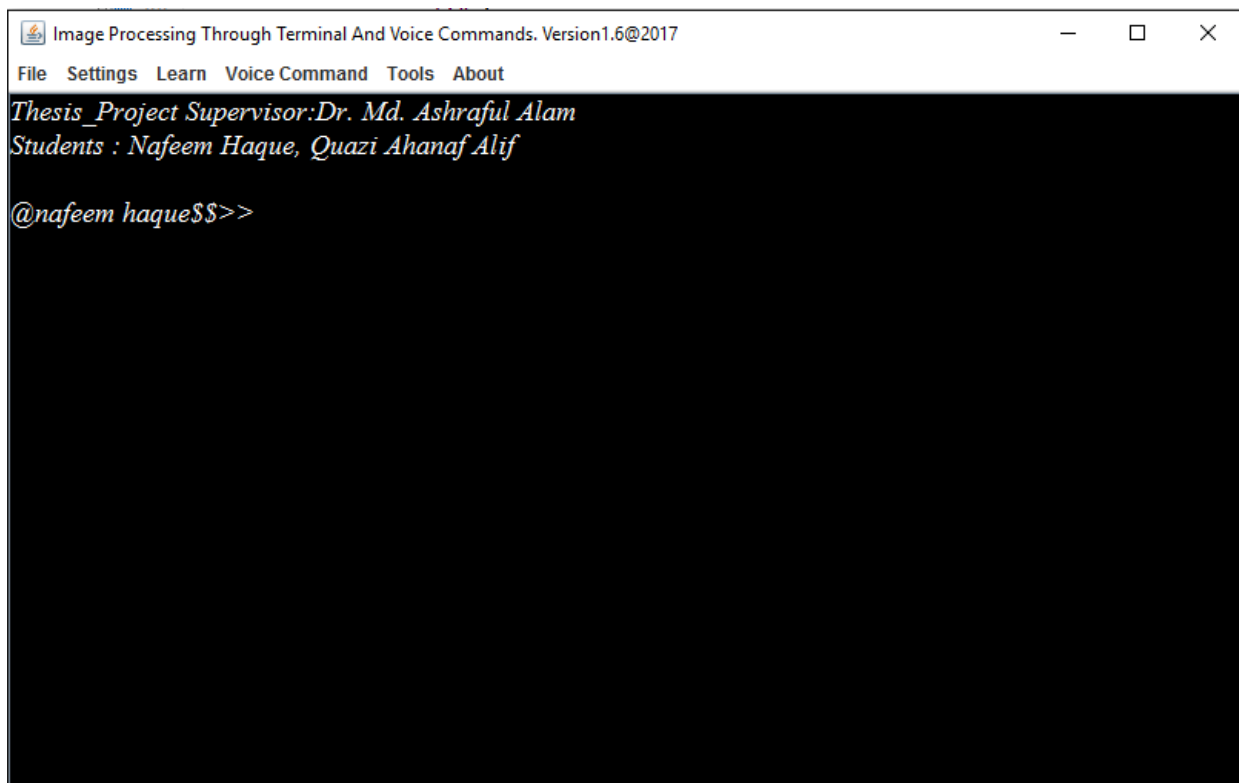 Image Processing Through Terminal And Voice Commands. Version1.6@2017
File Settings Learn Voice Command Tools About
Thesis_Project Supervisor:Dr. Md. Ashraful Alam
Students : Nafeem Haque, Quazi Ahanaf Alif
@nafeem haque$$>>